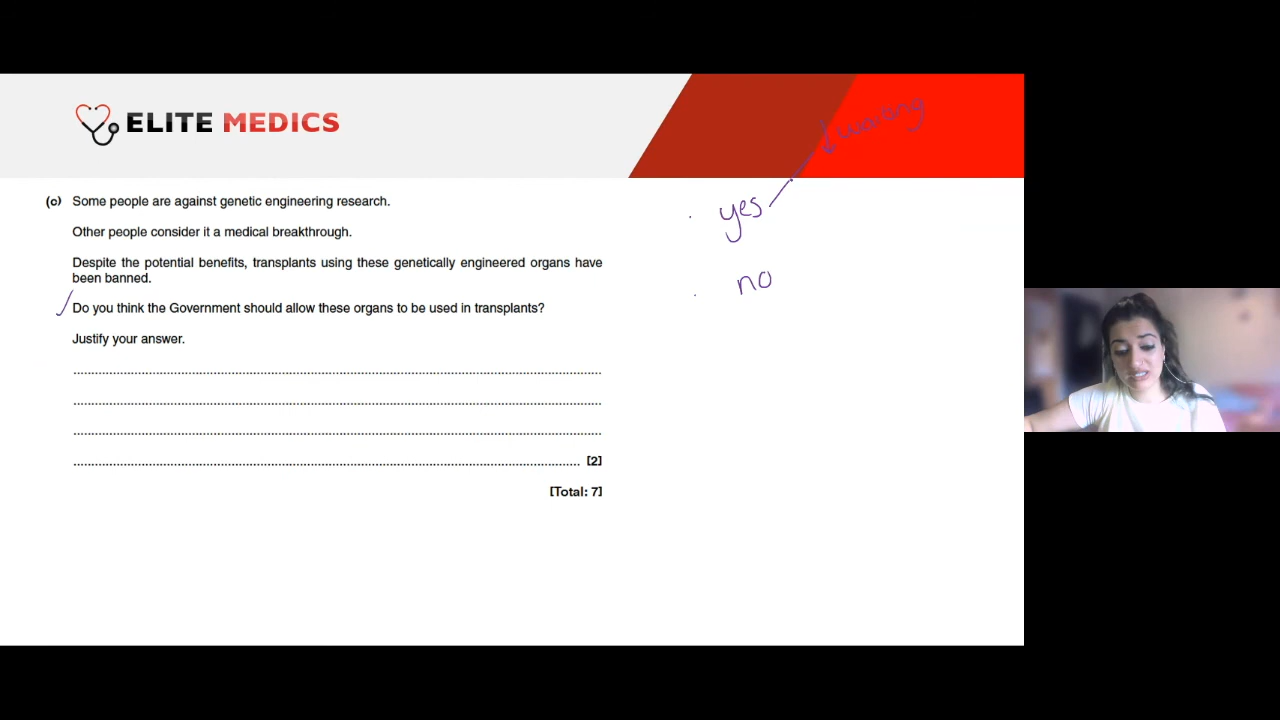 ELITE MEDICS
↓ waiting
(c) Some people are against genetic engineering research.
yes
Other people consider it a medical breakthrough.
Despite the potential benefits, transplants using these genetically engineered organs have
been banned.
no
Do you think the Government should allow these organs to be used in transplants?
Justify your answer.
[2]
[Total: 7]